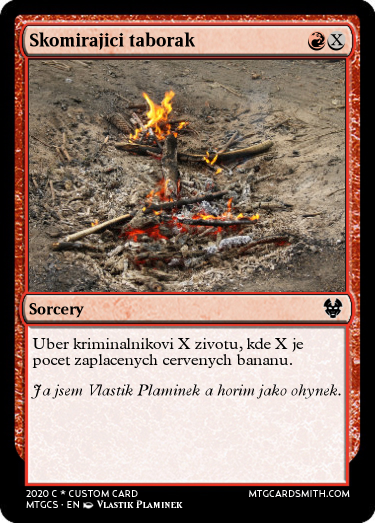 Skomirajici taborak X
Sorcery
Uber kriminalnikovi X zivotu, kde X je
pocet zaplacenych cervenych bananu.
Ja jsem Vlastik Plaminek a horim jako ohynek.
2020 C * CUSTOM CARD MTGCARDSMITH.COM
MTGCS - EN VLASTIK PLAMINEK